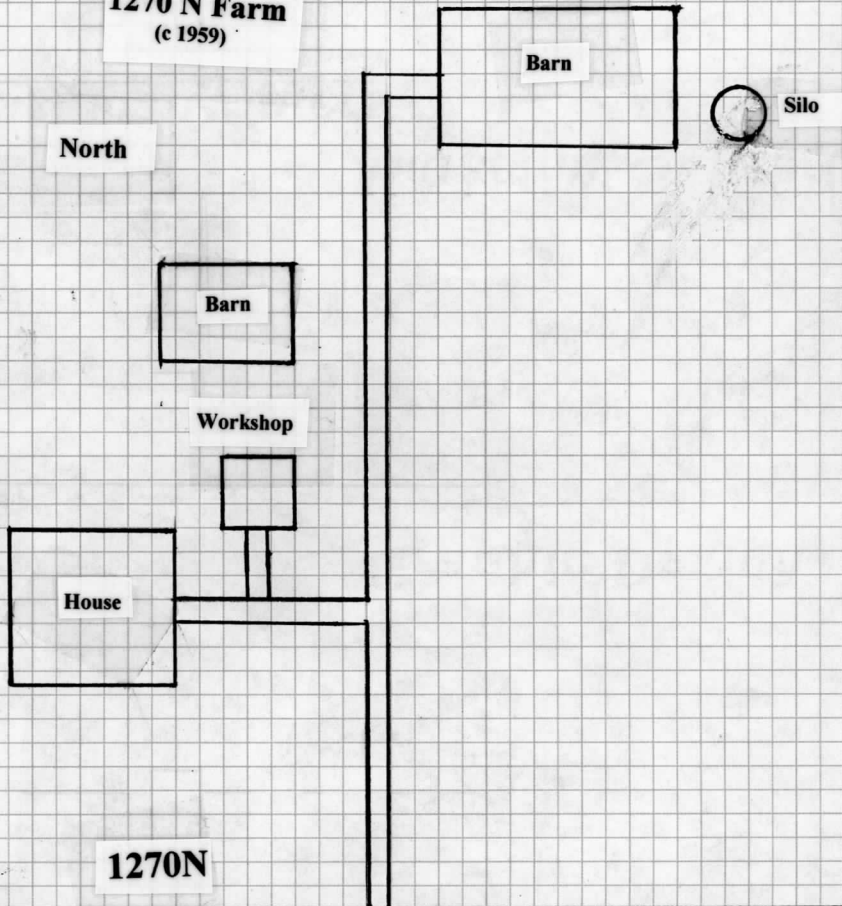 1270 N Farm
(c 1959)
Barn
Silo
North
Barn
Workshop
House
1270N